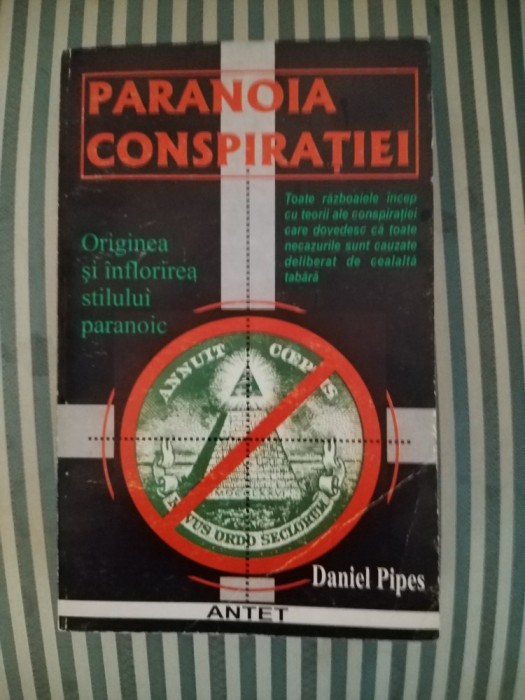 PARANOIA
CONSPIRAȚIEI
Toate războaiele încep
cu teorii ale conspirației
care dovedesc că toate
necazurile sunt cauzate
deliberat de cealaltă
tabără
Originea
și înflorirea
stilului
paranoic
ANNUIT CŒPTIS
MDCCLXXVI
NOVUS ORDO SECLORUM
Daniel Pipes
ANTET